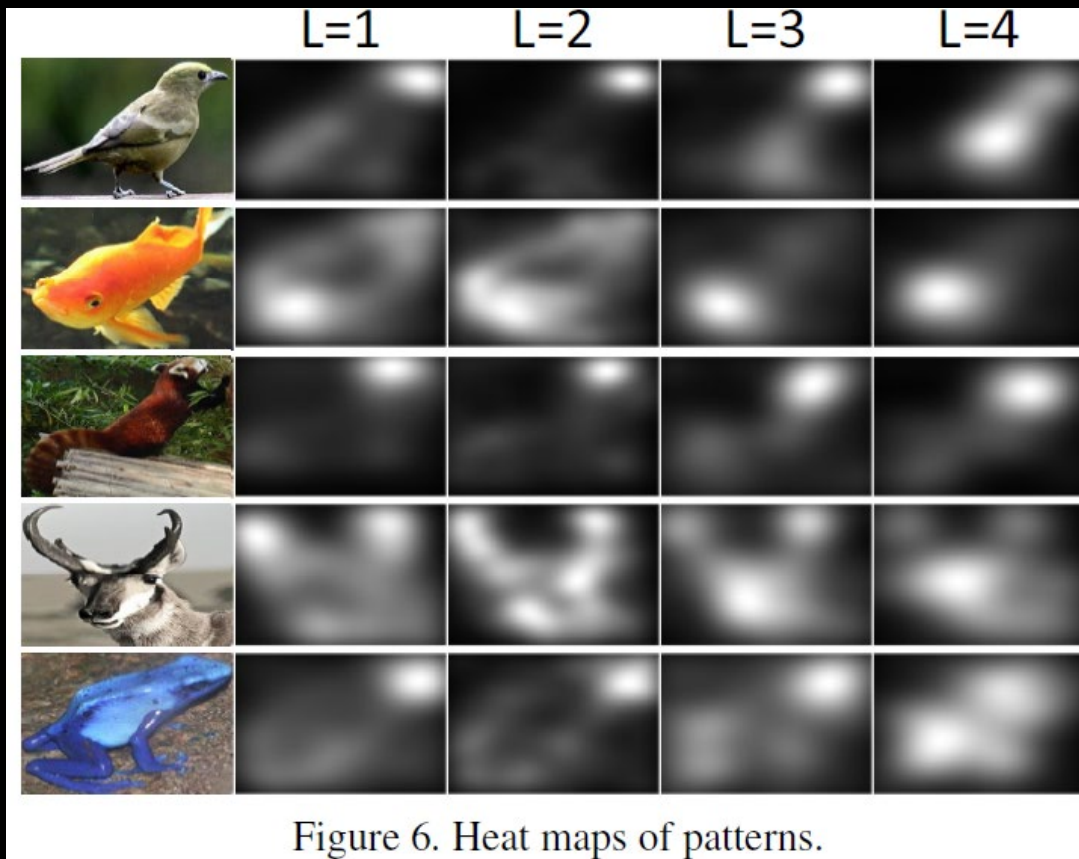 L=1 L=2 L=3 L=4
Figure 6. Heat maps of patterns.